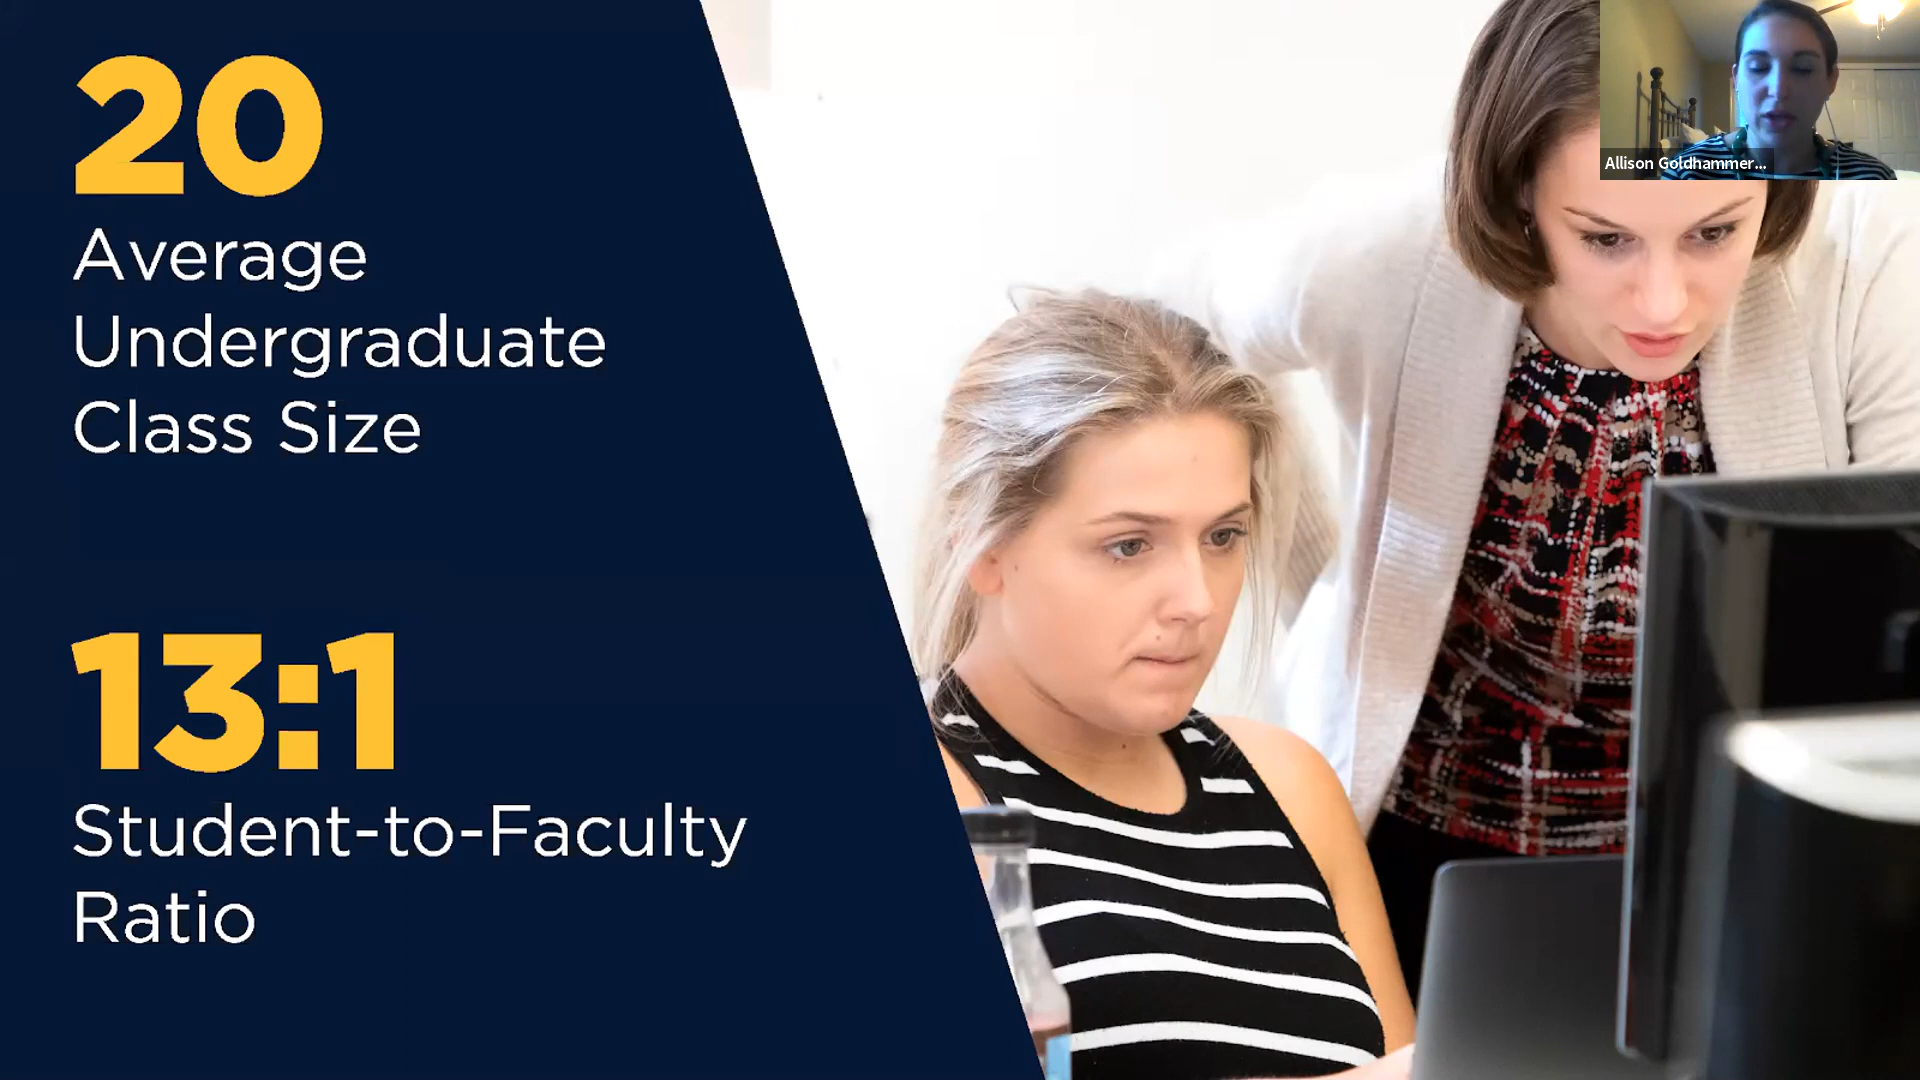 20
Average
Undergraduate
Class Size
13:1
Student-to-Faculty
Ratio
Allison Goldhammer...